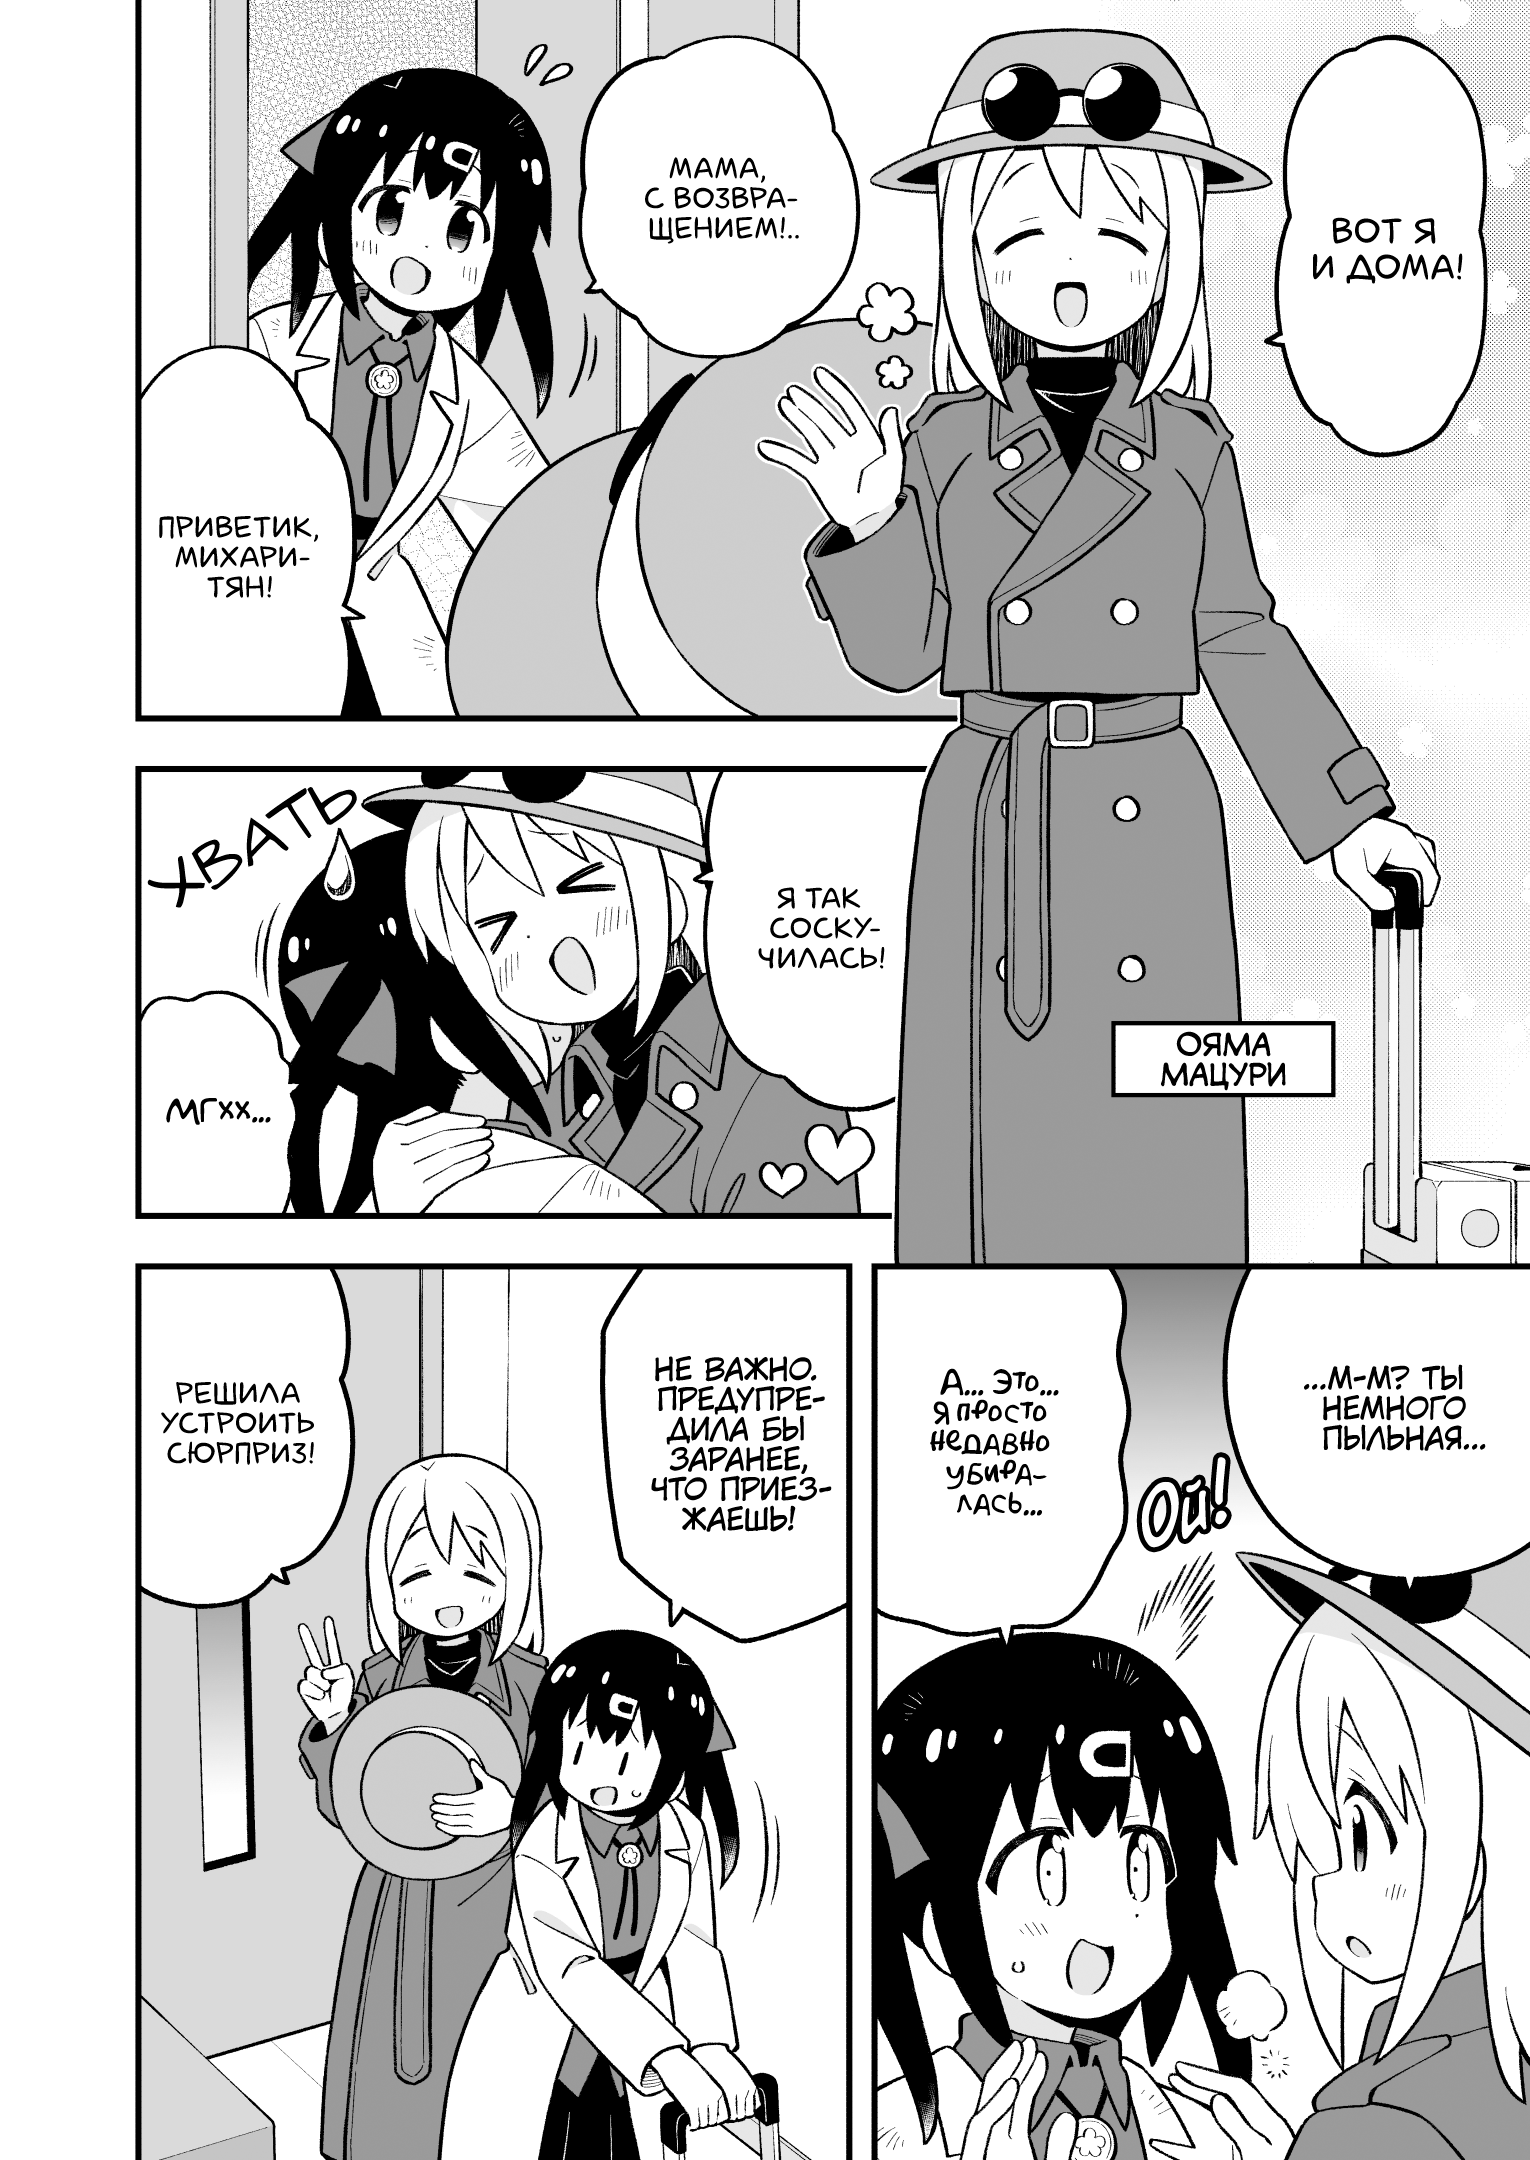 ВОТ Я
И ДОМА!
МАМА,
С ВОЗВРА-
ЩЕНИЕМ!..
ПРИВЕТИК,
МИХАРИ-
ТЯН!
ОЯМА
МАЦУРИ
Я ТАК
СОСКУ-
ЧИЛАСЬ!
ХВАТЬ
МГХХ...
...М-М? ТЫ
НЕМНОГО
ПЫЛЬНАЯ...
ОЙ!
А... ЭТО...
Я ПРОСТО
НЕДАВНО
УБИРА-
ЛАСЬ...
НЕ ВАЖНО.
ПРЕДУПРЕ-
ДИЛА БЫ
ЗАРАНЕЕ,
ЧТО ПРИЕЗ-
ЖАЕШЬ!
РЕШИЛА
УСТРОИТЬ
СЮРПРИЗ!